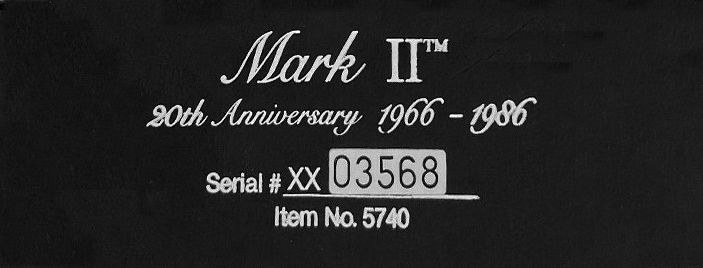 Mark II™
20th Anniversary 1966 - 1986
Serial # XX 03568
Item No. 5740